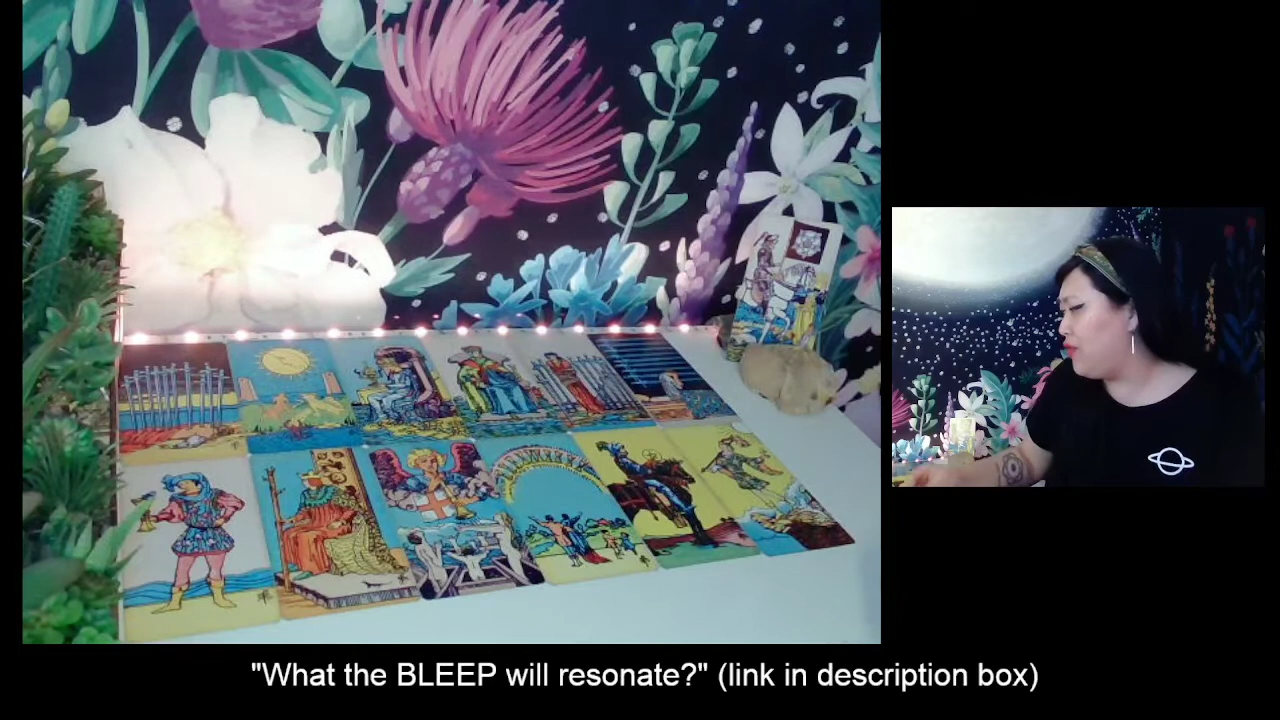 "What the BLEEP will resonate?" (link in description box)